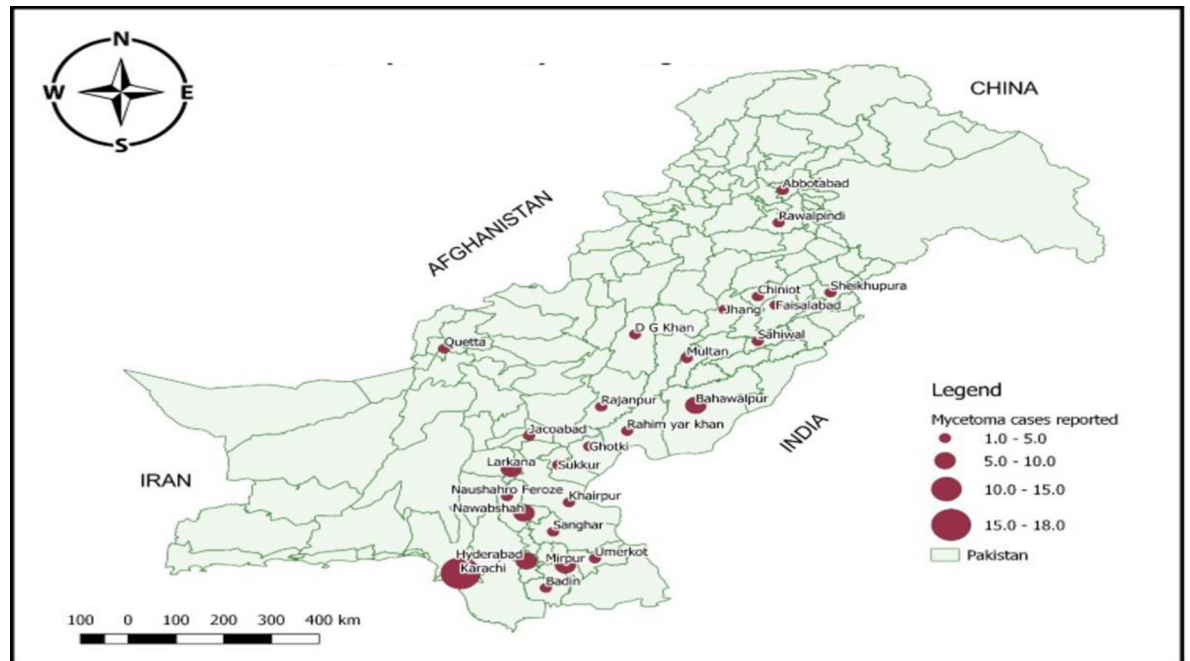 N
W E
S
CHINA
AFGHANISTAN
Abbotabad
Rawalpindi
Chiniot
Sheikhupura
Jhang
Faisalabad
D G Khan
Sahiwal
Quetta
Multan
Rajanpur
Bahawalpur
Rahim yar khan
INDIA
Jacoabad
Ghotki
Larkana
Sukkur
IRAN
Naushahro Feroze
Khairpur
Nawabshah
Sanghar
Hyderabad
Mirpur
Umerkot
Karachi
Badin
Legend
Mycetoma cases reported
1.0 - 5.0
5.0 - 10.0
10.0 - 15.0
15.0 - 18.0
Pakistan
100 0 100 200 300 400 km